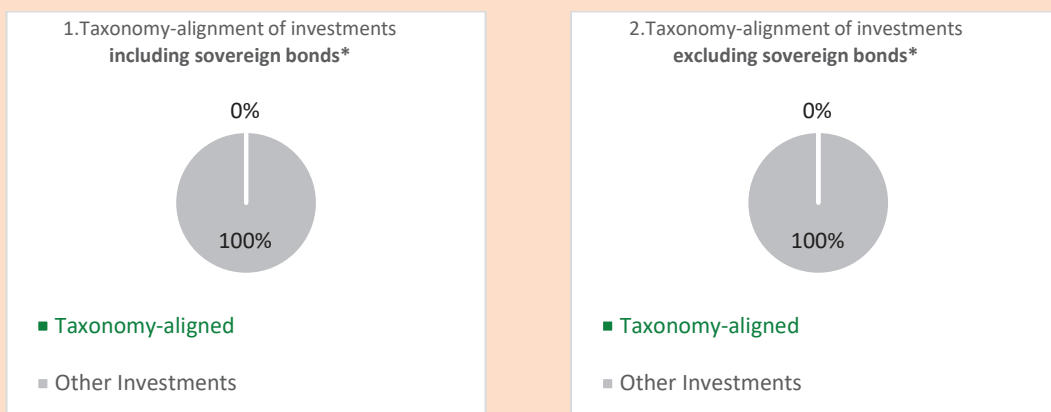 1.Taxonomy-alignment of investments
including sovereign bonds*
0%
100%
Taxonomy-aligned
Other Investments
2.Taxonomy-alignment of investments
excluding sovereign bonds*
0%
100%
Taxonomy-aligned
Other Investments